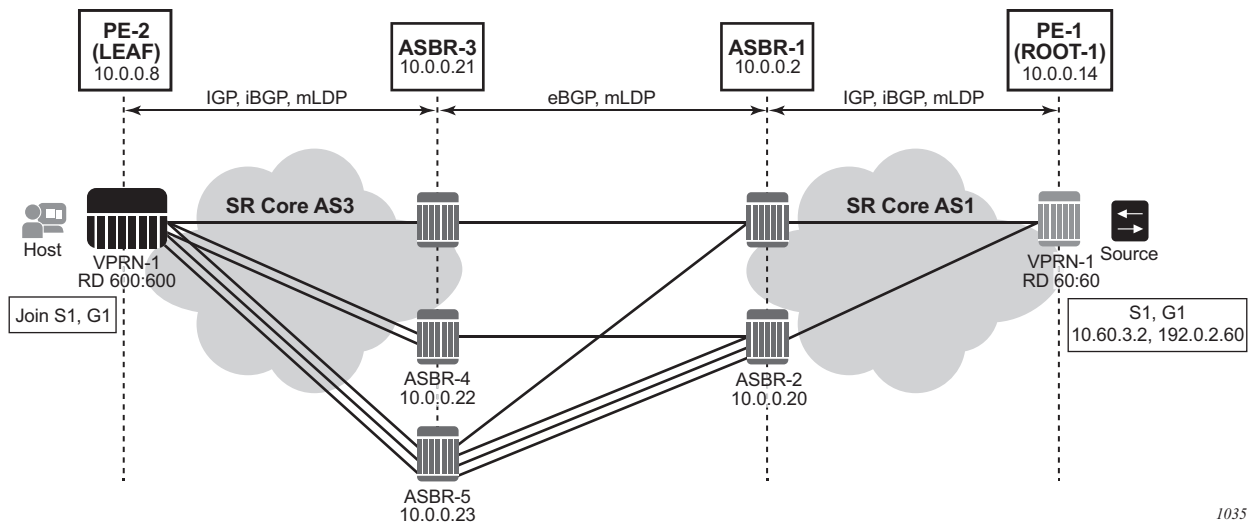 PE-2
(LEAF)
10.0.0.8
ASBR-3
10.0.0.21
ASBR-1
10.0.0.2
PE-1
(ROOT-1)
10.0.0.14
IGP, iBGP, mLDP
eBGP, mLDP
IGP, iBGP, mLDP
SR Core AS3
SR Core AS1
Host
VPRN-1
RD 600:600
Join S1, G1
Source
VPRN-1
RD 60:60
S1, G1
10.60.3.2, 192.0.2.60
ASBR-4
10.0.0.22
ASBR-2
10.0.0.20
ASBR-5
10.0.0.23
1035